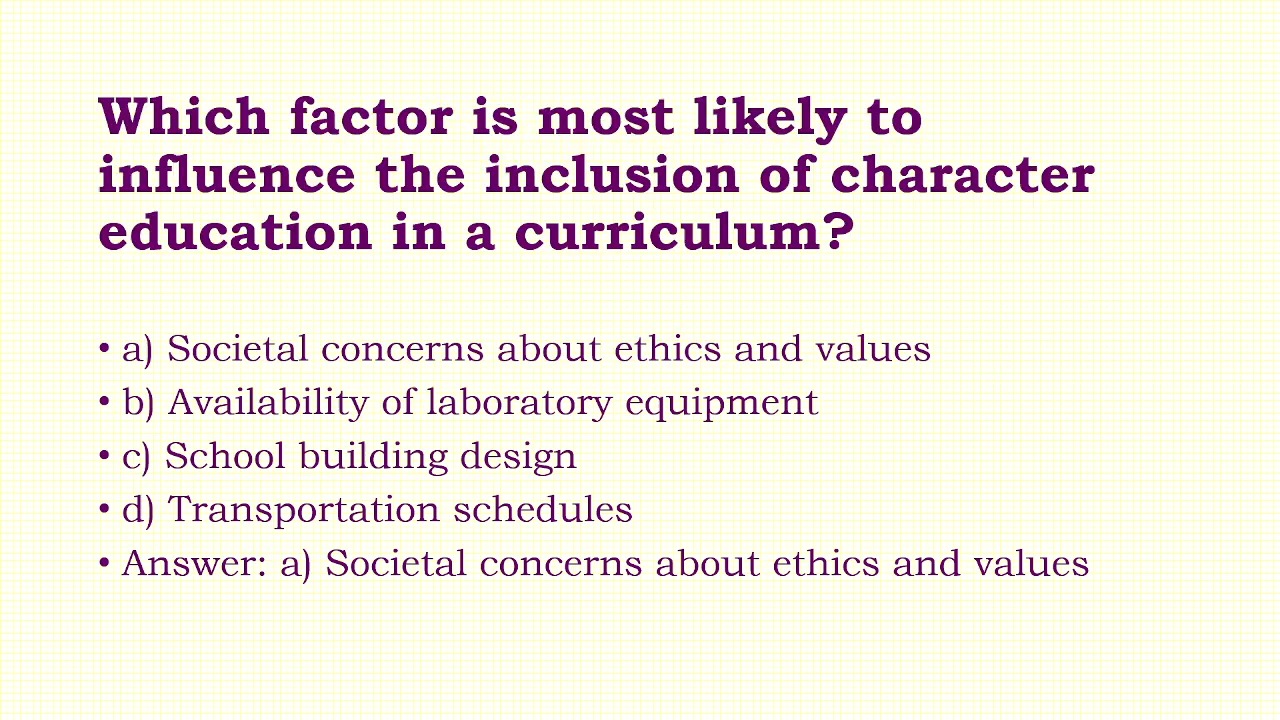 Which factor is most likely to
influence the inclusion of character
education in a curriculum?
• a) Societal concerns about ethics and values
• b) Availability of laboratory equipment
• c) School building design
• d) Transportation schedules
• Answer: a) Societal concerns about ethics and values